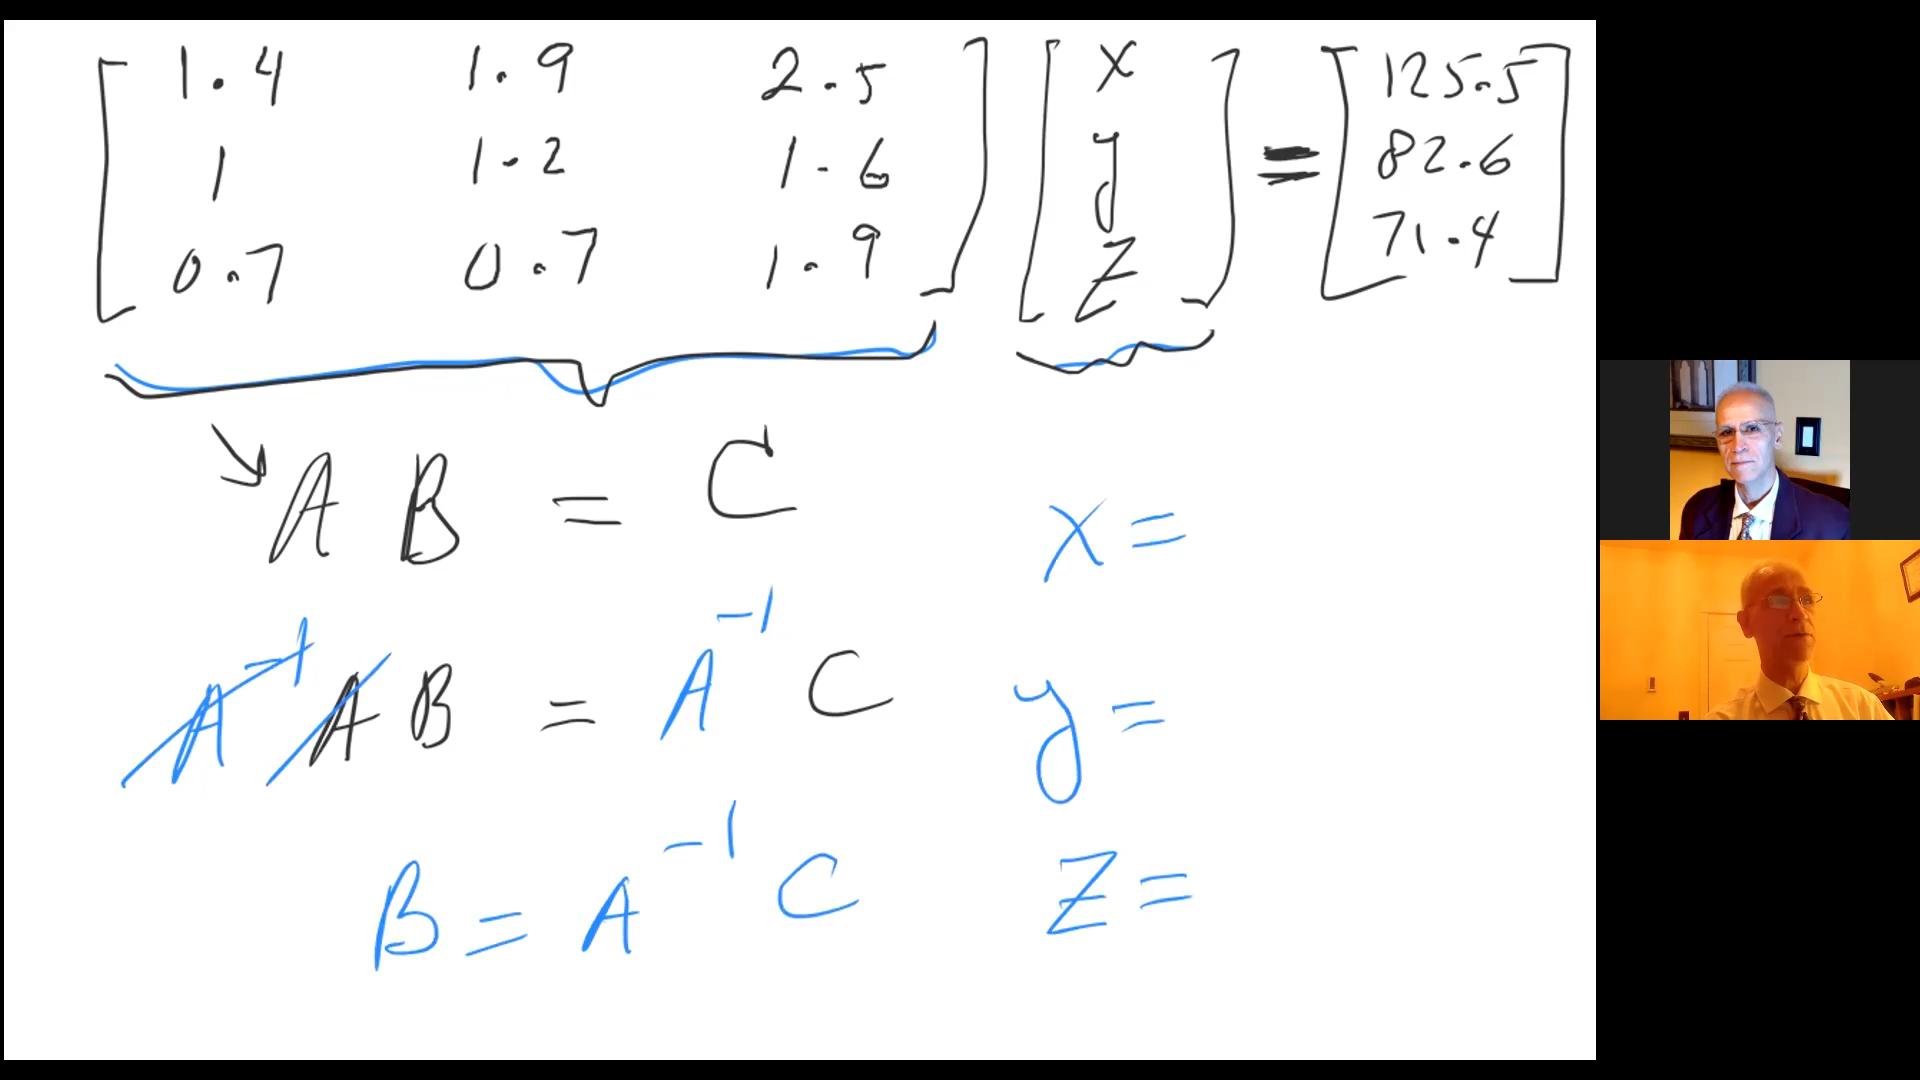 1.4 1.9 2.5 x 125.5
1 1.2 1.6 y = 82.6
0.7 0.7 1.9 z 71.4
A B = C
x =
A⁻¹ A B = A⁻¹ C
y =
B = A⁻¹ C
z =